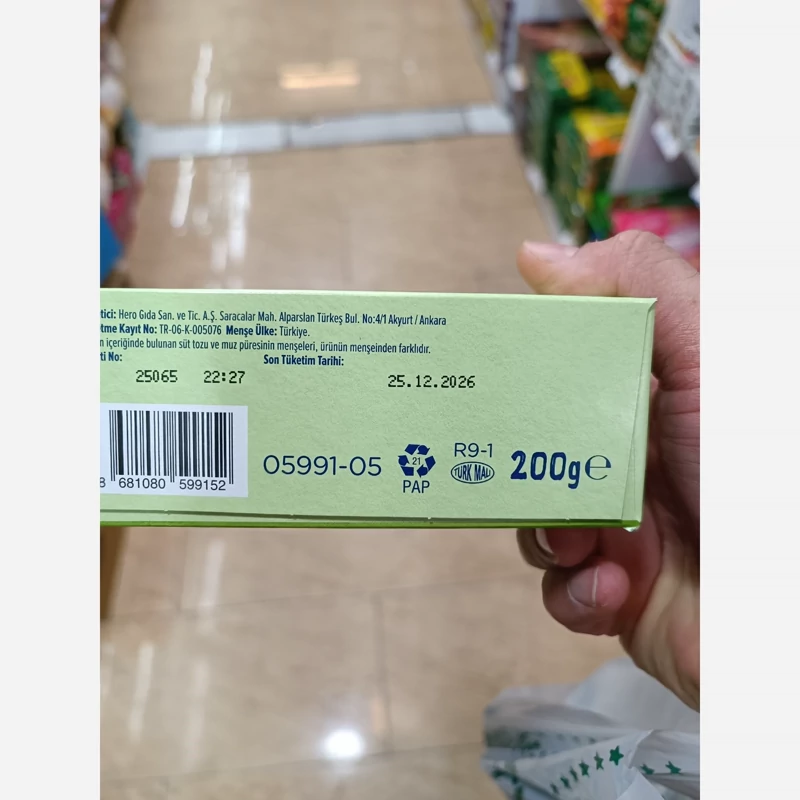 tici: Hero Gıda San. ve Tic. A.Ş. Saracalar Mah. Alparslan Türkeş Bul. No:4/1 Akyurt / Ankara
tme Kayıt No: TR-06-K-005076 Menşe Ülke: Türkiye.
n içeriğinde bulunan süt tozu ve muz püresinin menşeleri, ürünün menşeinden farklıdır.
ti No: Son Tüketim Tarihi:
25065 22:27 25.12.2026
8 681080 599152
05991-05
21
PAP
R9-1
TÜRK MALI
200g℮